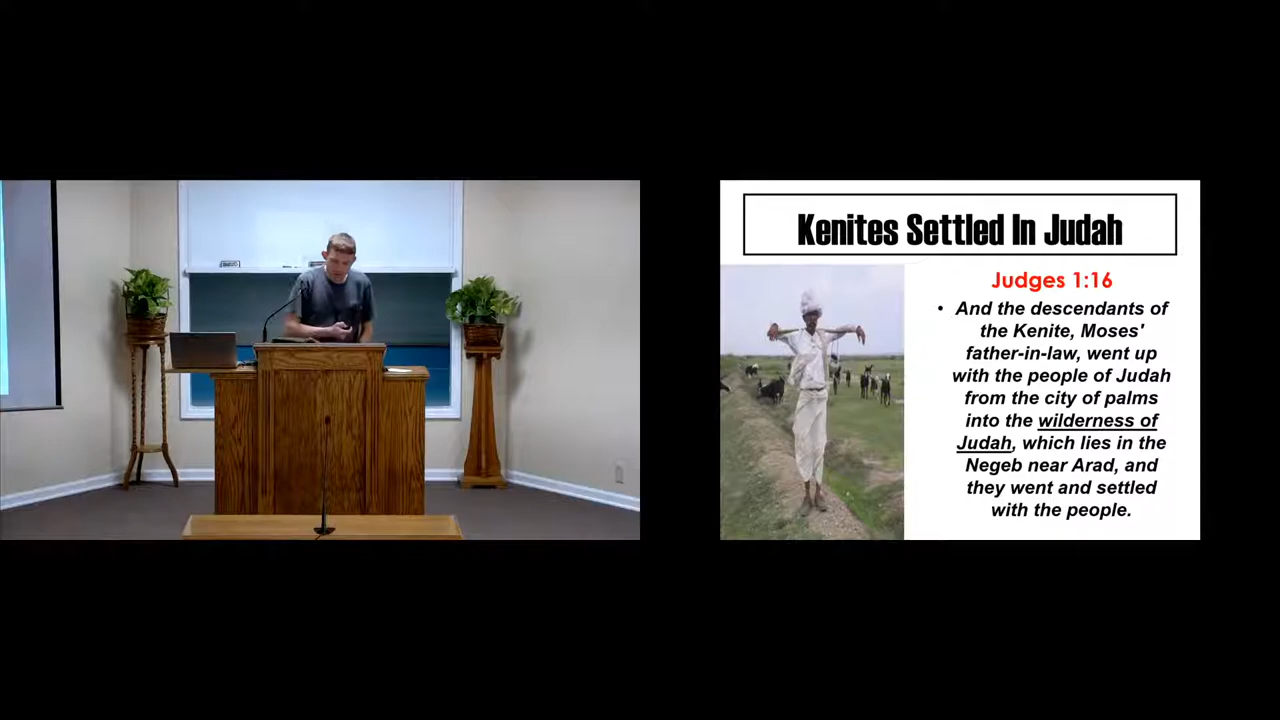 Kenites Settled In Judah
Judges 1:16
• And the descendants of
the Kenite, Moses'
father-in-law, went up
with the people of Judah
from the city of palms
into the wilderness of
Judah, which lies in the
Negeb near Arad, and
they went and settled
with the people.